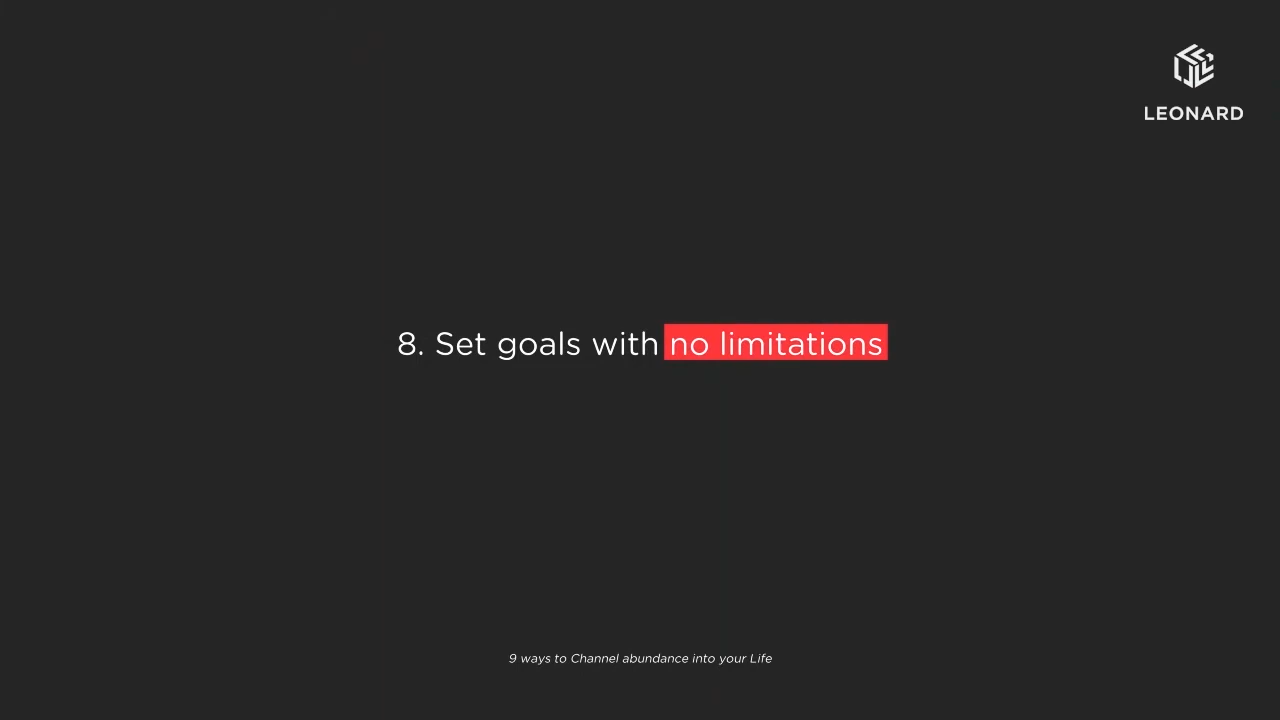 LEONARD
8. Set goals with no limitations
9 ways to Channel abundance into your Life